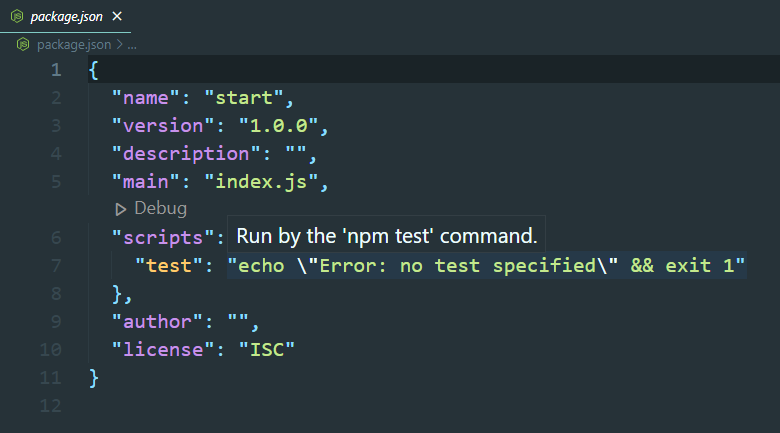 package.json ×
package.json > ...
1 {
2 "name": "start",
3 "version": "1.0.0",
4 "description": "",
5 "main": "index.js",
Debug
Run by the 'npm test' command.
6 "scripts":
7 "test": "echo \"Error: no test specified\" && exit 1"
8 },
9 "author": "",
10 "license": "ISC"
11 }
12